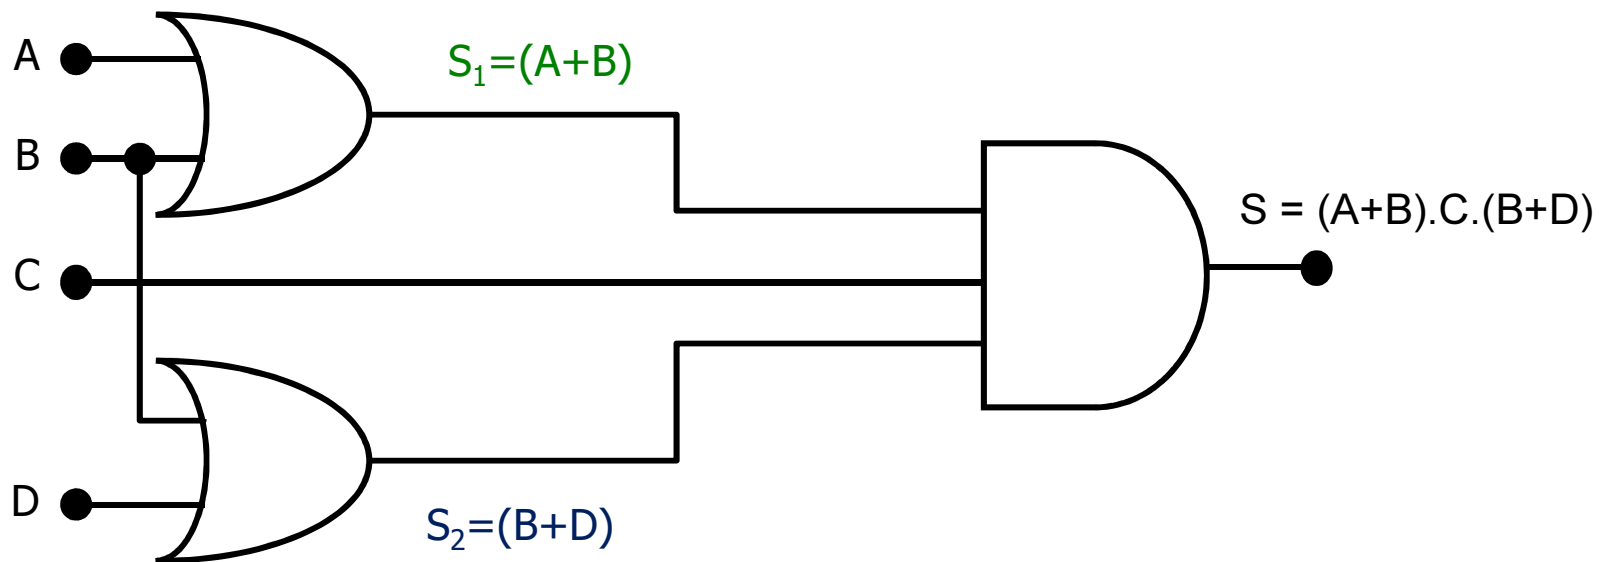 A
S₁=(A+B)
B
S = (A+B).C.(B+D)
C
D
S₂=(B+D)